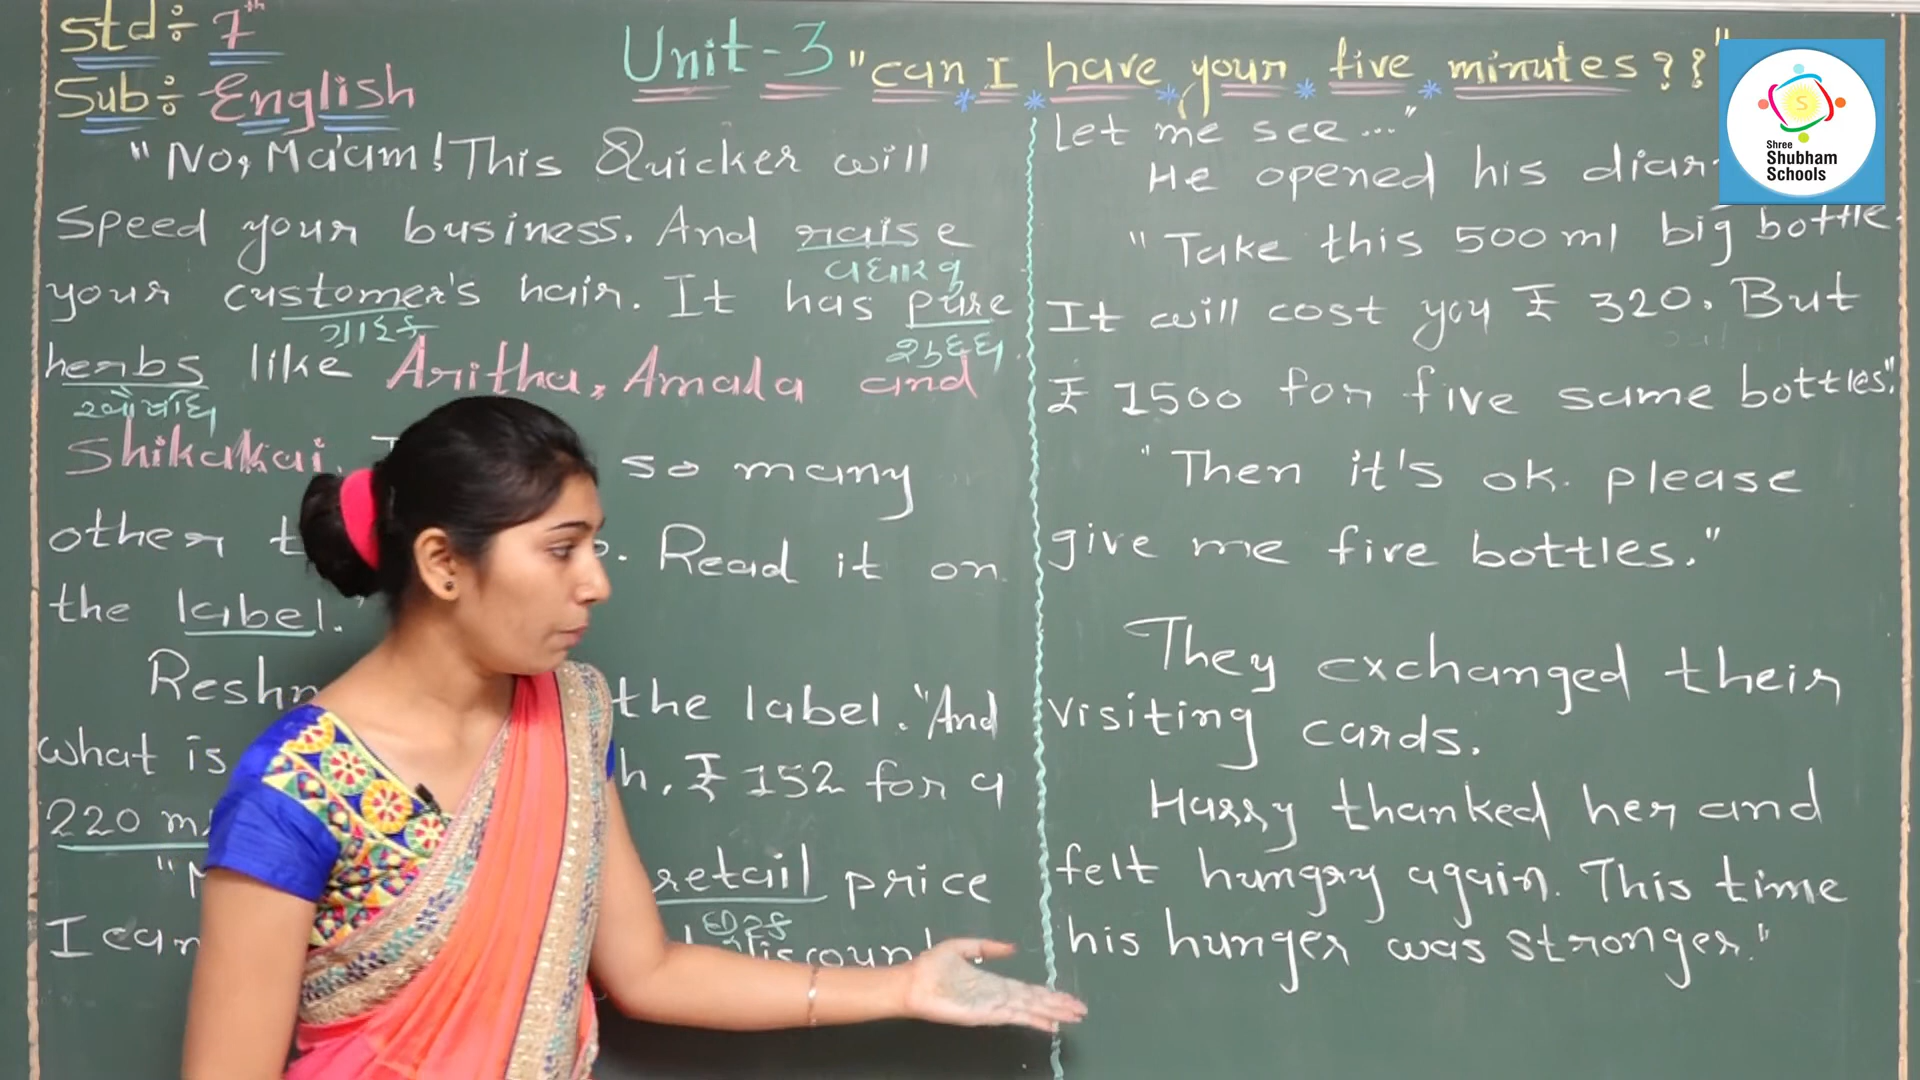 Std÷ 7th
Sub÷ English
Unit-3 "can I have your five minutes??"
"No, Ma'am! This Quicker will
speed your business. And raise
વધારવું
your customer's hair. It has pure
ગ્રાહક
શુદ્ધ
herbs like Aritha, Amala and
ઔષધિ
Shikakai. so many
other Read it on
the label."
the label. "And
what is ₹ 152 for a
220 m
retail price
છૂટક
I can
Let me see..."
He opened his
"Take this 500 ml big bottle.
It will cost you ₹ 320. But
₹ 1500 for five same bottles."
"Then it's ok. please
give me five bottles."
They exchanged their
visiting cards.
Harry thanked her and
felt hungry again. This time
his hunger was stronger."
Shree
Shubham
Schools
S